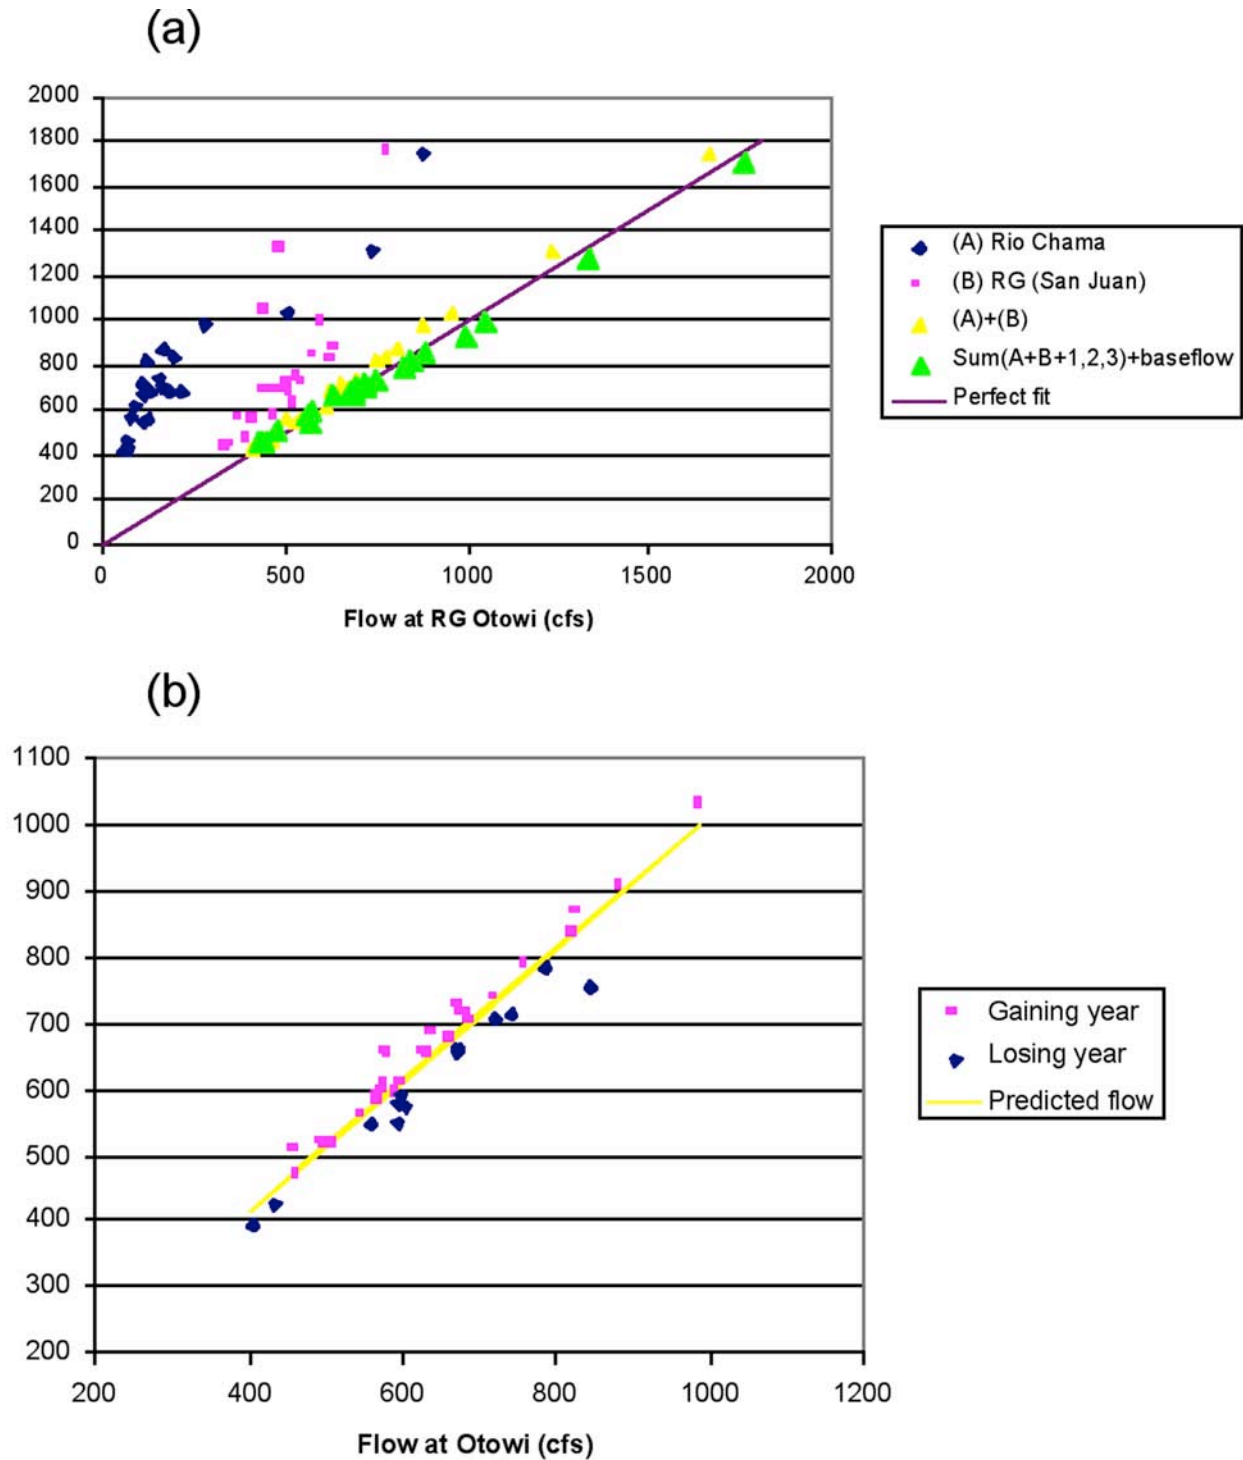 (a)
2000
1800
1600
1400
1200
1000
800
600
400
200
0
0 500 1000 1500 2000
Flow at RG Otowi (cfs)
(A) Rio Chama
(B) RG (San Juan)
(A)+(B)
Sum(A+B+1,2,3)+baseflow
Perfect fit
(b)
1100
1000
900
800
700
600
500
400
300
200
200 400 600 800 1000 1200
Flow at Otowi (cfs)
Gaining year
Losing year
Predicted flow